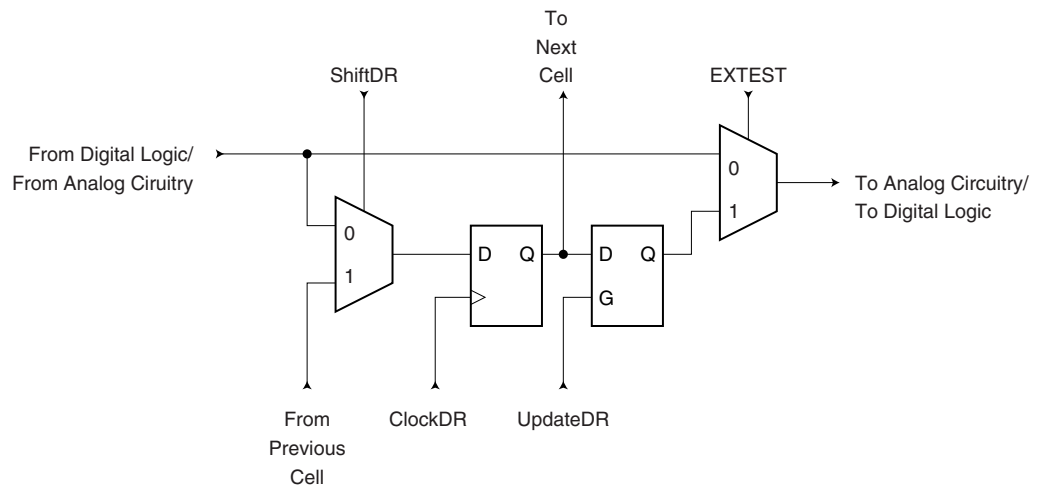 To
Next
Cell
ShiftDR
EXTEST
From Digital Logic/
From Analog Ciruitry
0
1
To Analog Circuitry/
To Digital Logic
0
1
D Q
D Q
G
From
Previous
Cell
ClockDR
UpdateDR